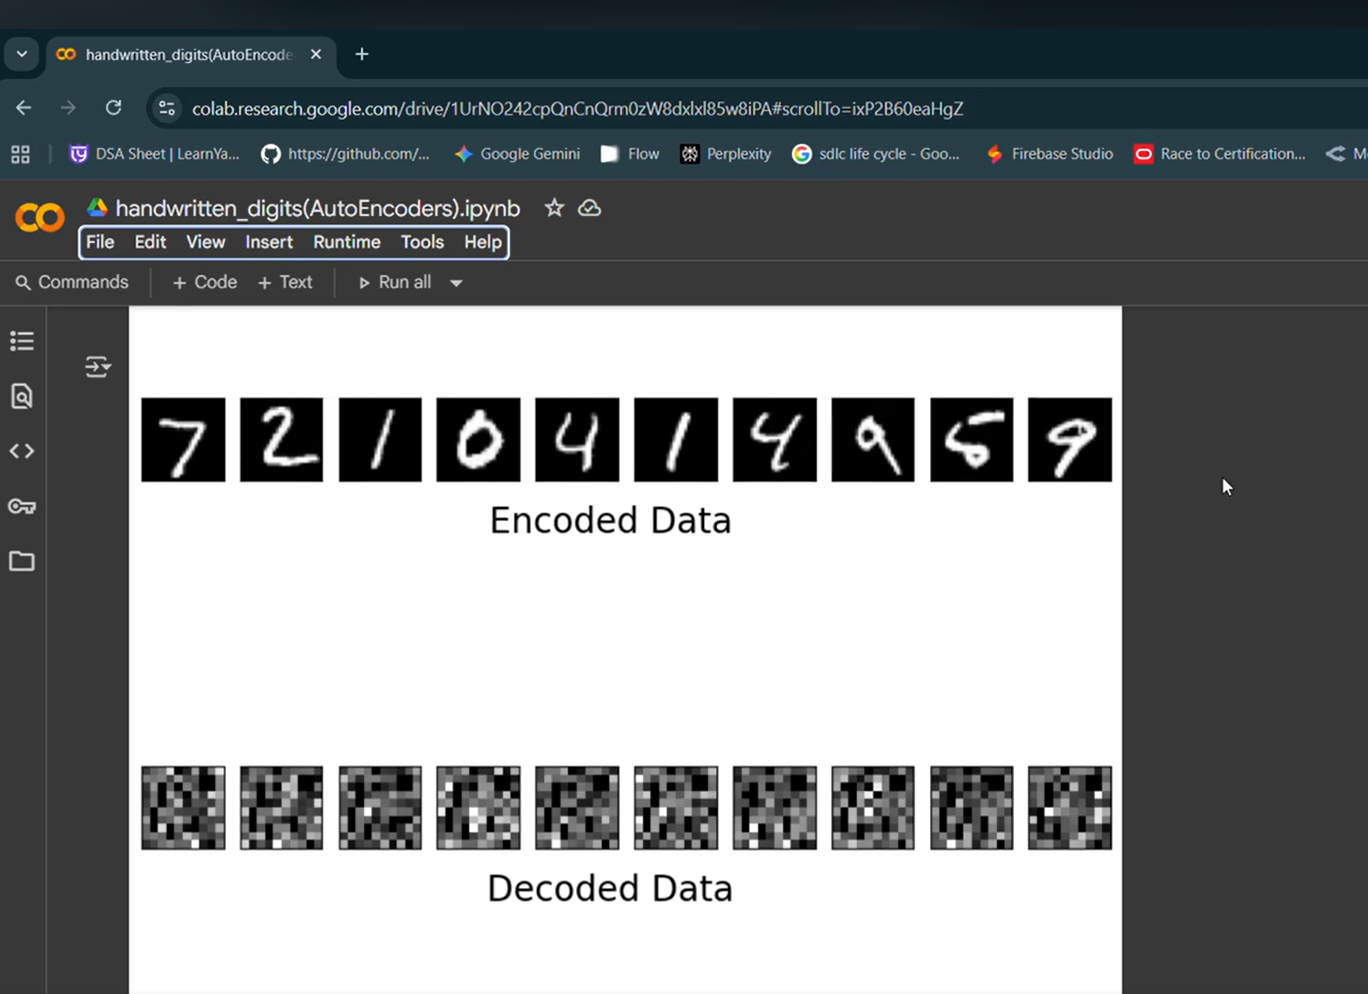 handwritten_digits(AutoEncode
colab.research.google.com/drive/1UrNO242cpQnCnQrm0zW8dxlxl85w8iPA#scrollTo=ixP2B60eaHgZ
DSA Sheet | LearnYa... https://github.com/... Google Gemini Flow Perplexity sdlc life cycle - Goo... Firebase Studio Race to Certification... M
handwritten_digits(AutoEncoders).ipynb
File Edit View Insert Runtime Tools Help
Commands + Code + Text Run all
7 2 1 0 4 1 4 9 5 9
Encoded Data
Decoded Data